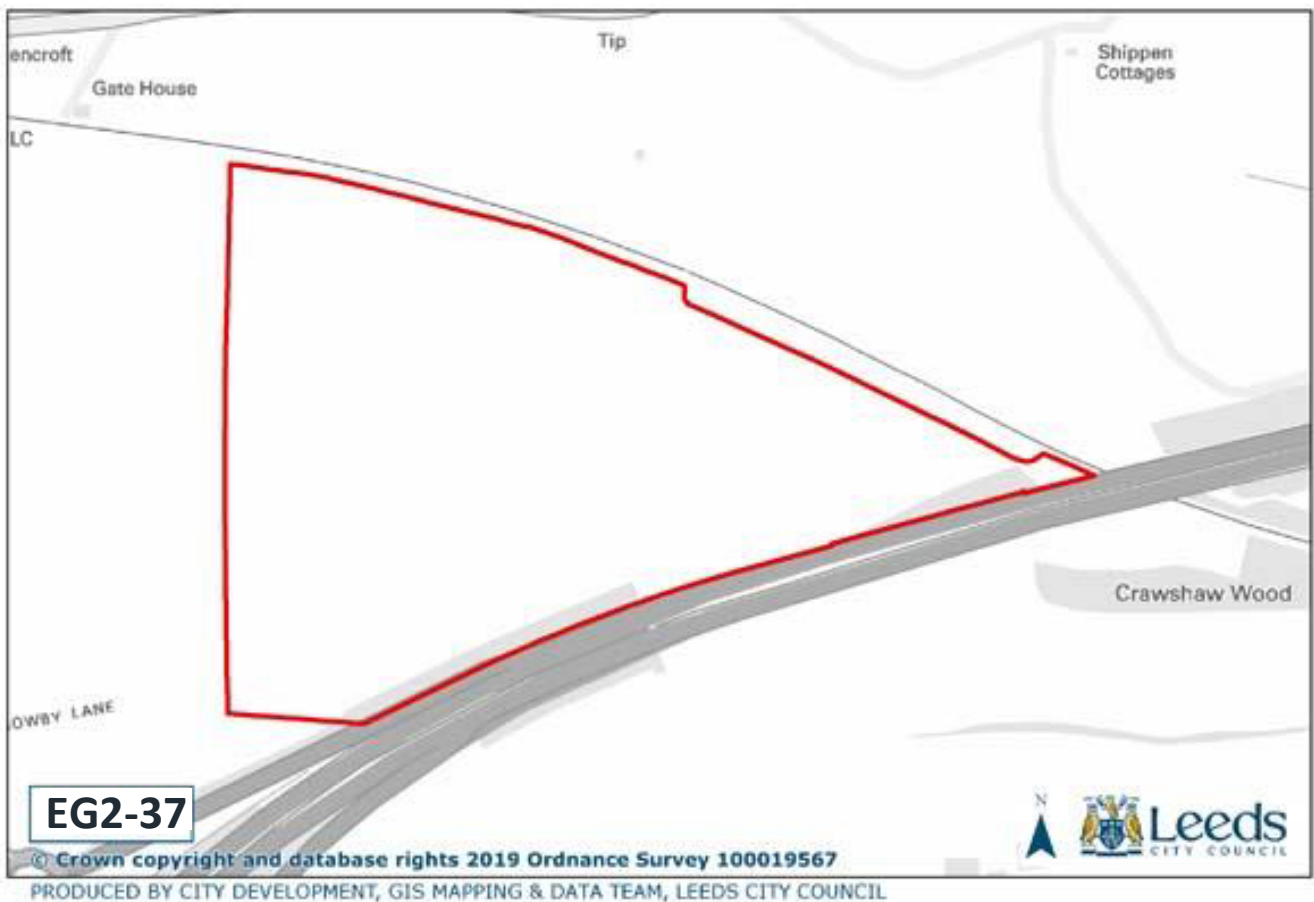 Tip
encroft
Shippen
Cottages
Gate House
LC
Crawshaw Wood
OWBY LANE
EG2-37
N
Leeds
CITY COUNCIL
© Crown copyright and database rights 2019 Ordnance Survey 100019567
PRODUCED BY CITY DEVELOPMENT, GIS MAPPING & DATA TEAM, LEEDS CITY COUNCIL